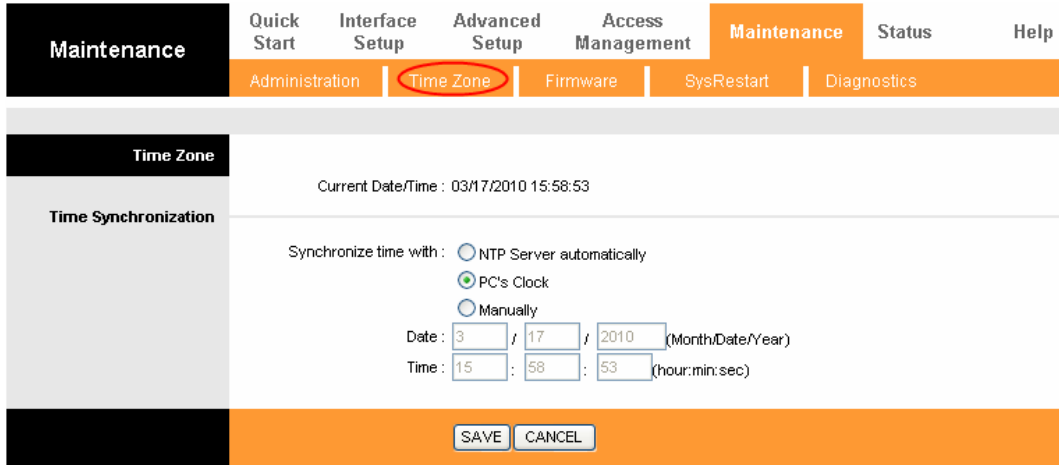 Maintenance
Quick Start
Interface Setup
Advanced Setup
Access Management
Maintenance
Status
Help
Administration
Time Zone
Firmware
SysRestart
Diagnostics
Time Zone
Current Date/Time : 03/17/2010 15:58:53
Time Synchronization
Synchronize time with : NTP Server automatically
PC's Clock
Manually
Date : 3 / 17 / 2010 (Month/Date/Year)
Time : 15 : 58 : 53 (hour:min:sec)
SAVE CANCEL